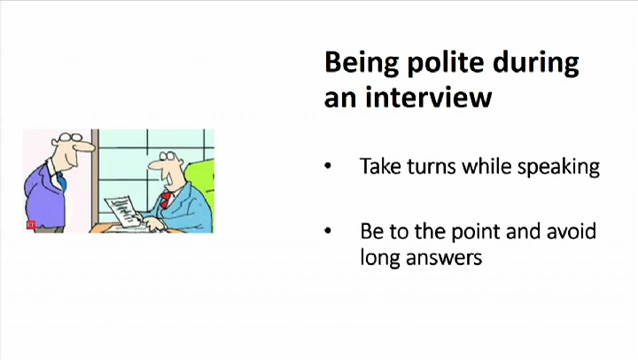 Being polite during
an interview
• Take turns while speaking
• Be to the point and avoid
long answers